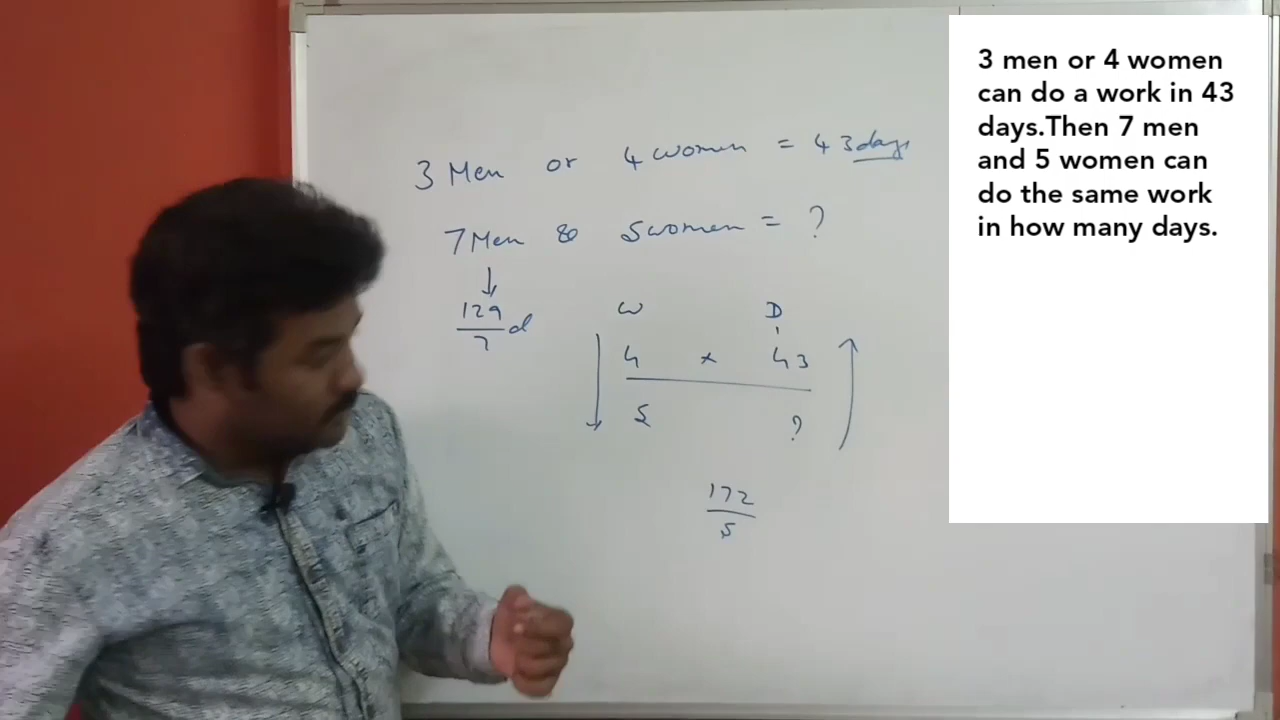 3 Men or 4 women = 43 days
7 Men & 5 women = ?
129
7 d
W D
4 x 43
5 ?
172
5
3 men or 4 women
can do a work in 43
days.Then 7 men
and 5 women can
do the same work
in how many days.